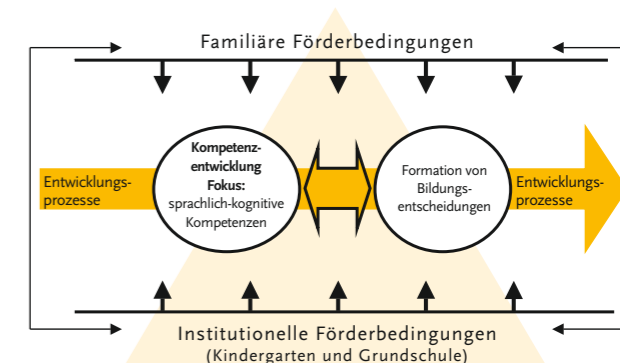 Familiäre Förderbedingungen
Kompetenz-
entwicklung
Fokus:
sprachlich-kognitive
Kompetenzen
Formation von
Bildungs-
entscheidungen
Entwicklungs-
prozesse
Entwicklungs-
prozesse
Institutionelle Förderbedingungen
(Kindergarten und Grundschule)